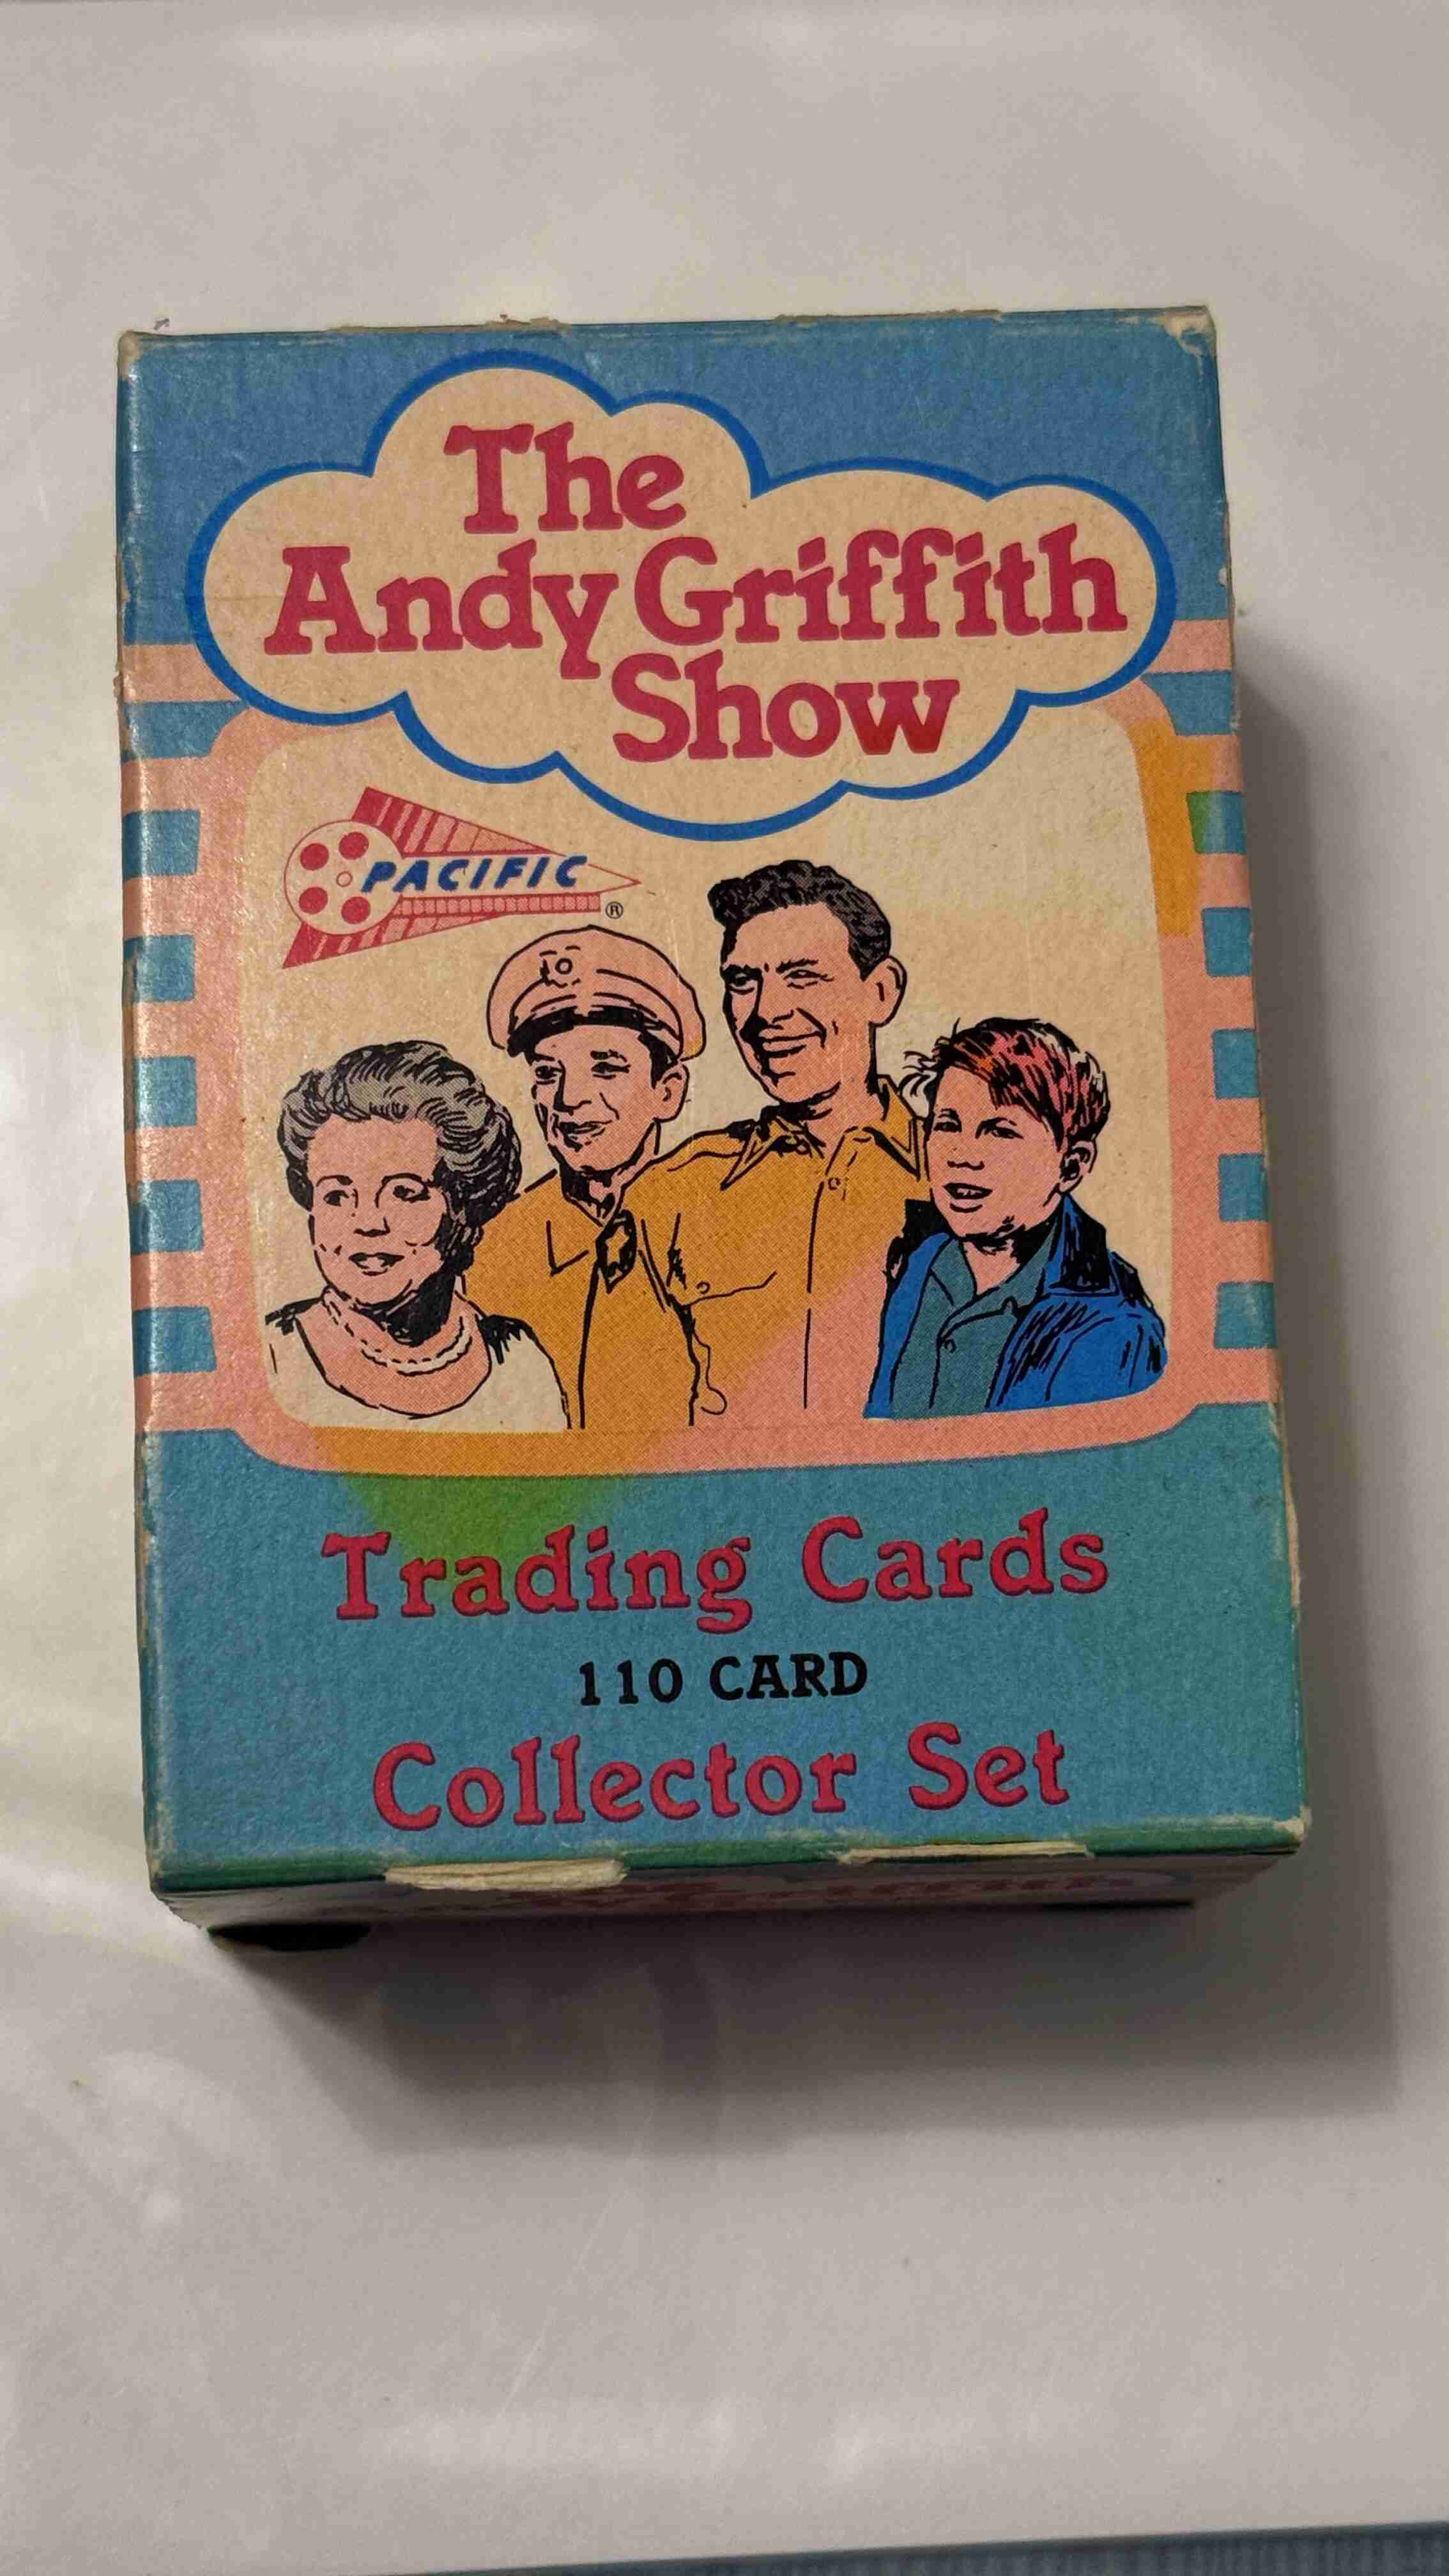 The
Andy Griffith
Show
PACIFIC
®
Trading Cards
110 CARD
Collector Set